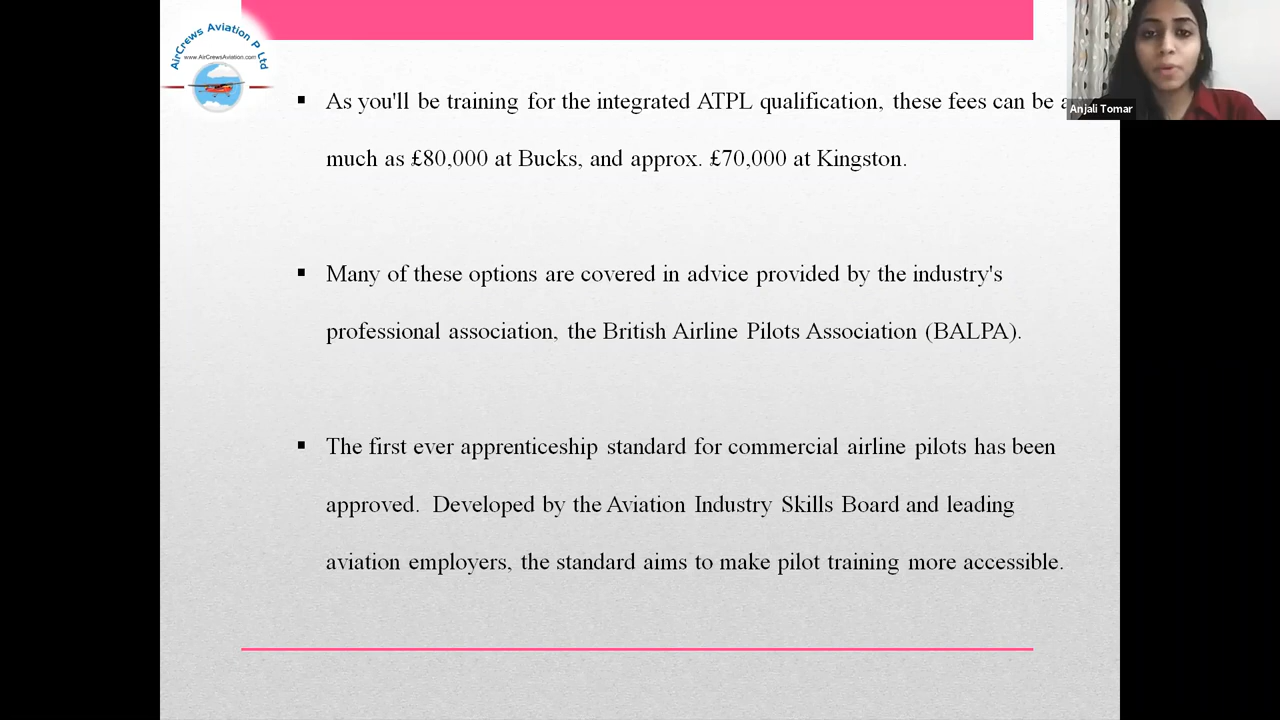 AirCrews Aviation P Ltd
www.AirCrewsAviation.com
Anjali Tomar
▪ As you'll be training for the integrated ATPL qualification, these fees can be a
much as £80,000 at Bucks, and approx. £70,000 at Kingston.
▪ Many of these options are covered in advice provided by the industry's
professional association, the British Airline Pilots Association (BALPA).
▪ The first ever apprenticeship standard for commercial airline pilots has been
approved. Developed by the Aviation Industry Skills Board and leading
aviation employers, the standard aims to make pilot training more accessible.